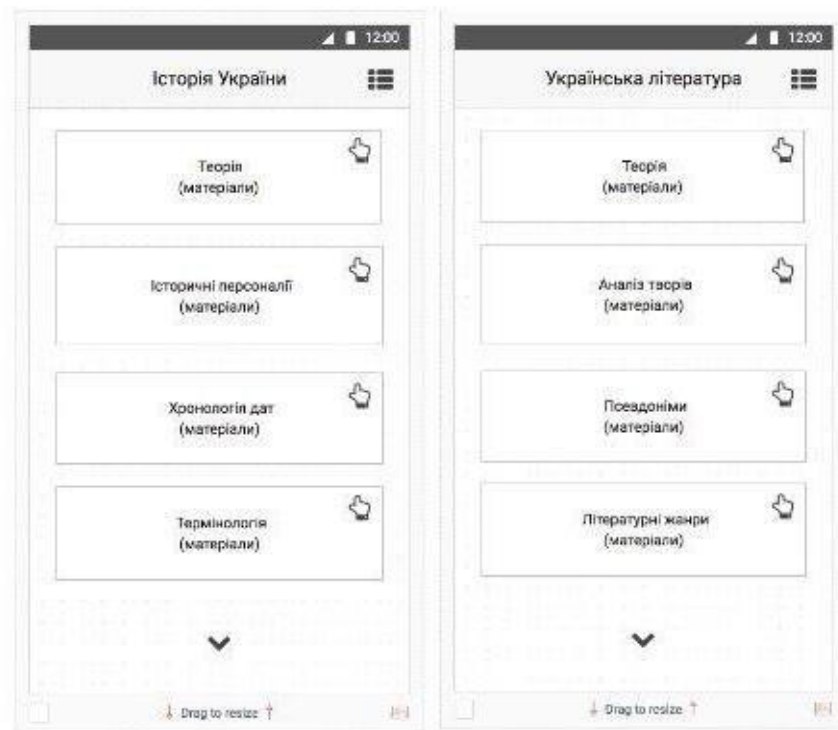 12:00
Історія України
Теорія
(матеріали)
Історичні персоналії
(матеріали)
Хронологія дат
(матеріали)
Термінологія
(матеріали)
Drag to resize
12:00
Українська література
Теорія
(матеріали)
Аналіз творів
(матеріали)
Псевдоніми
(матеріали)
Літературні жанри
(матеріали)
Drag to resize